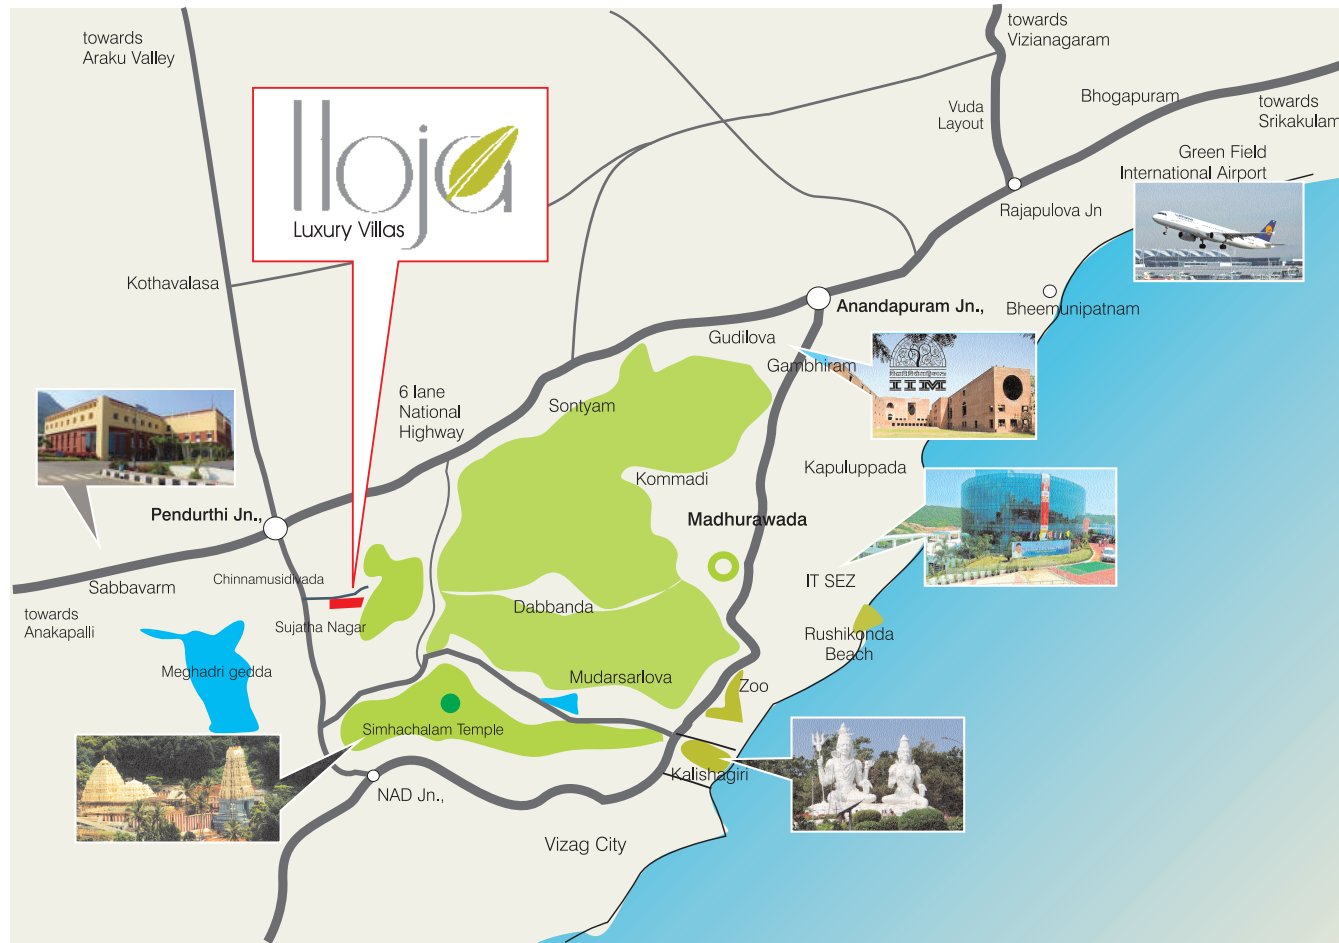 towards
Araku Valley
towards
Vizianagaram
Bhogapuram
towards
Srikakulam
Vuda
Layout
Green Field
International Airport
lloja
Luxury Villas
Rajapulova Jn
Kothavalasa
Anandapuram Jn.,
Bheemunipatnam
Gudilova
Gambhiram
IIM
6 lane
National
Highway
Sontyam
Kapuluppada
Kommadi
Pendurthi Jn.,
Madhurawada
Chinnamusidivada
IT SEZ
Sabbavarm
towards
Anakapalli
Dabbanda
Sujatha Nagar
Rushikonda
Beach
Meghadri gedda
Mudarsarlova
Zoo
Simhachalam Temple
Kalishagiri
NAD Jn.,
Vizag City